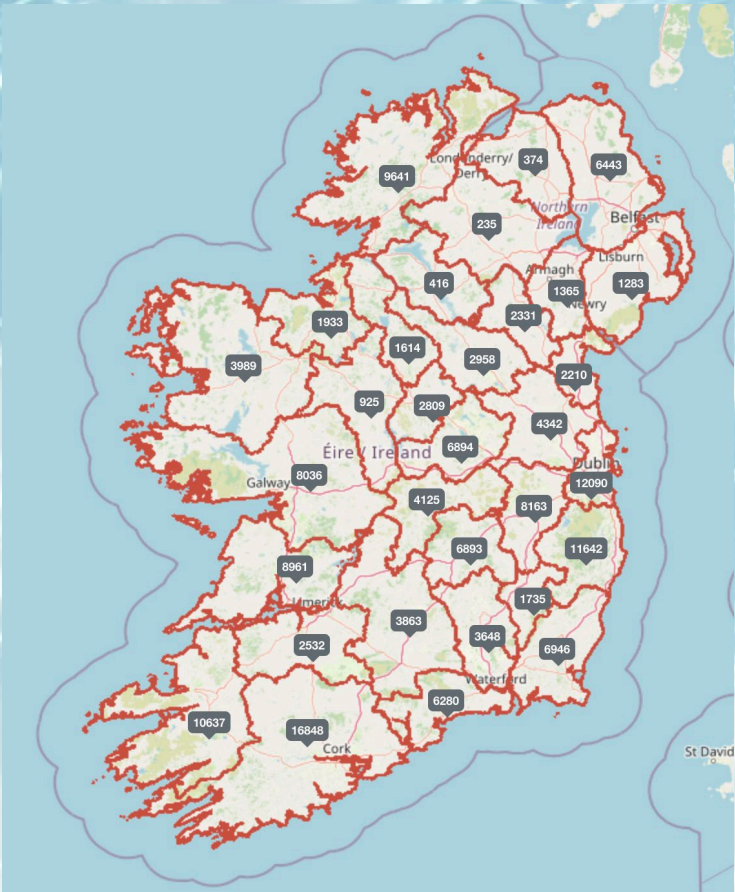 374
6443
Londonderry/
Derry
9641
Northern
Ireland
235
Belfast
Lisburn
Armagh
416
1365
1283
Newry
2331
1933
1614
2958
3989
2210
925
2809
4342
6894
Éire / Ireland
Dublin
8036
Galway
12090
4125
8163
11642
6893
8961
Limerick
1735
3863
3648
2532
6946
Waterford
6280
10637
16848
Cork
St David